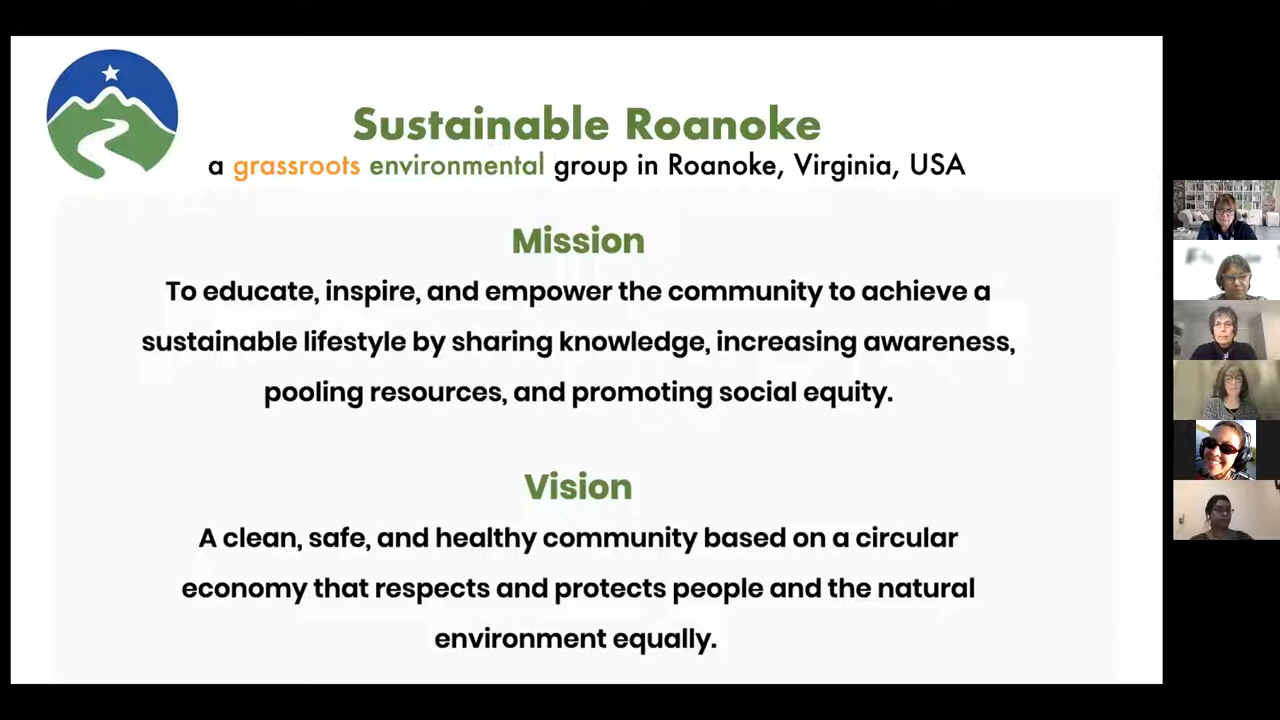 Sustainable Roanoke
a grassroots environmental group in Roanoke, Virginia, USA
Mission
To educate, inspire, and empower the community to achieve a
sustainable lifestyle by sharing knowledge, increasing awareness,
pooling resources, and promoting social equity.
Vision
A clean, safe, and healthy community based on a circular
economy that respects and protects people and the natural
environment equally.